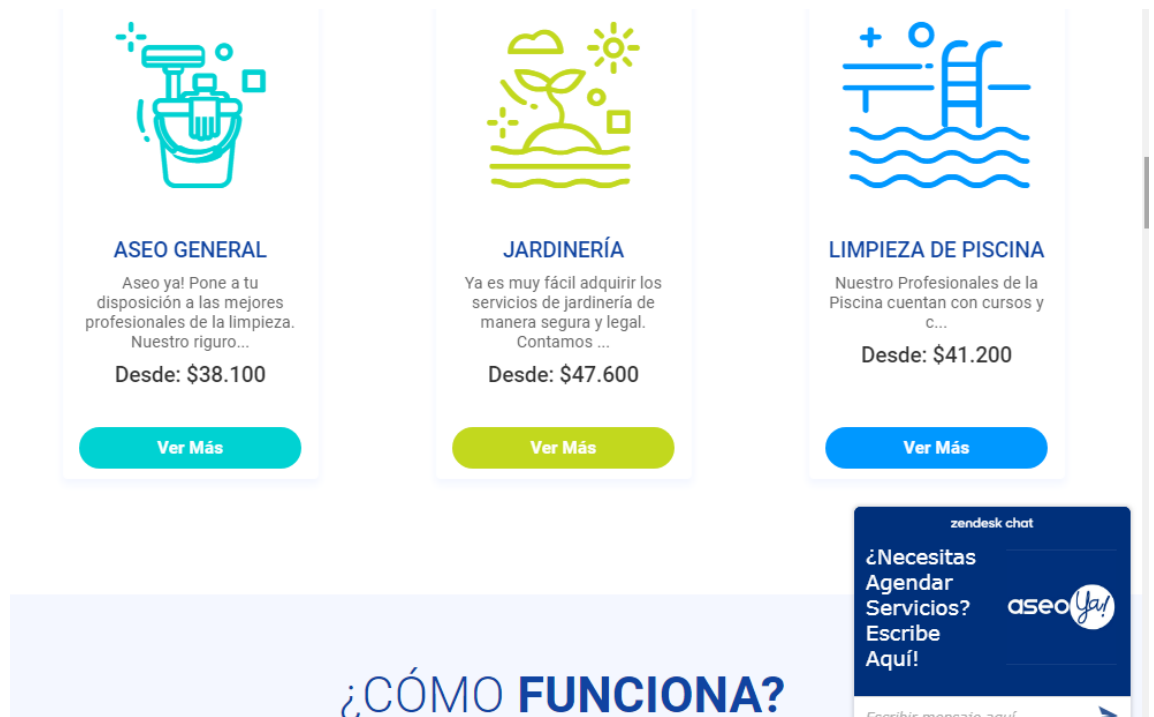 ASEO GENERAL
Aseo ya! Pone a tu
disposición a las mejores
profesionales de la limpieza.
Nuestro riguro...
Desde: $38.100
Ver Más
JARDINERÍA
Ya es muy fácil adquirir los
servicios de jardinería de
manera segura y legal.
Contamos ...
Desde: $47.600
Ver Más
LIMPIEZA DE PISCINA
Nuestro Profesionales de la
Piscina cuentan con cursos y
c...
Desde: $41.200
Ver Más
zendesk chat
¿Necesitas
Agendar
Servicios?
Escribe
Aquí!
aseo Ya!
Escribir mensaje aquí
¿CÓMO FUNCIONA?